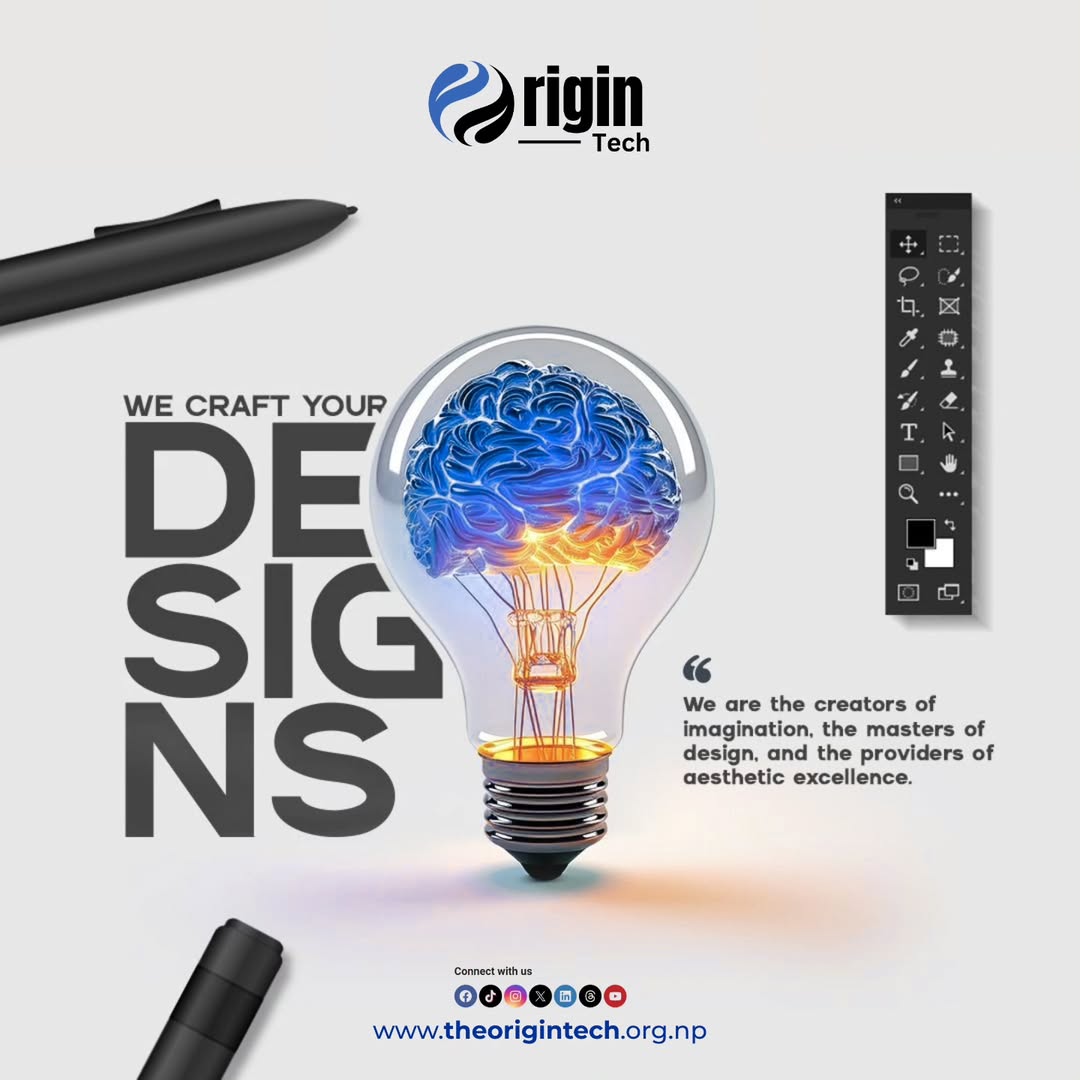 rigin
Tech
WE CRAFT YOUR
DE
SIG
NS
“
We are the creators of
imagination, the masters of
design, and the providers of
aesthetic excellence.
Connect with us
www.theorigintech.org.np